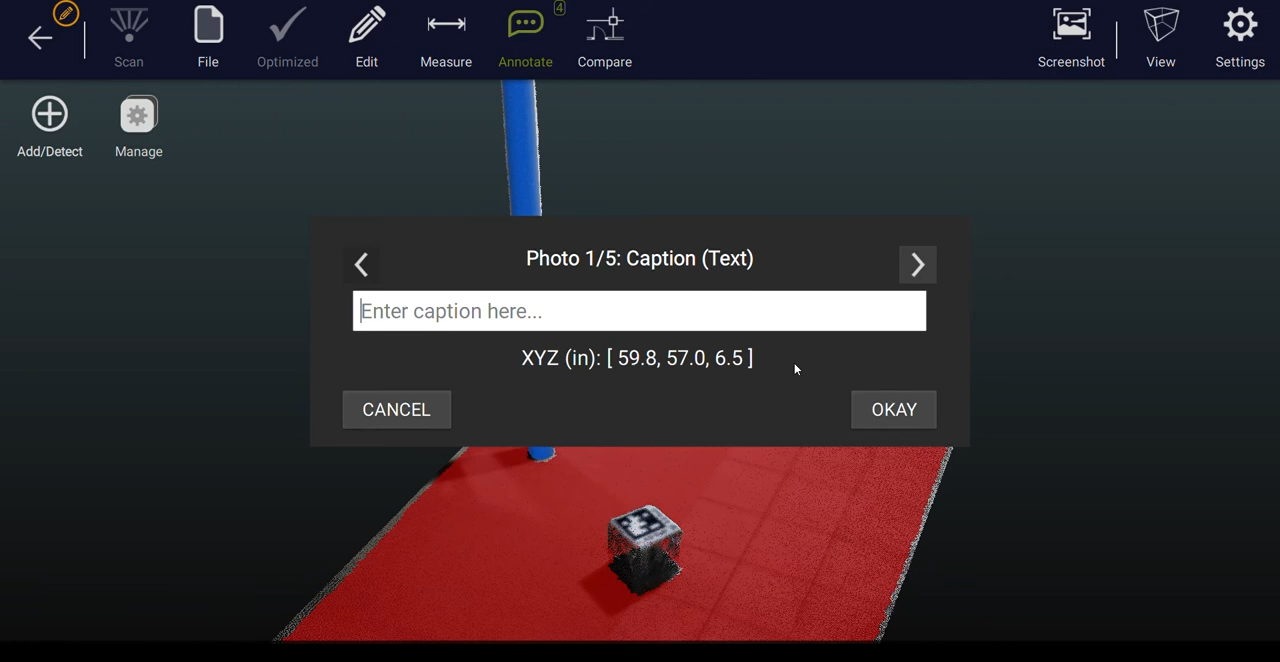 Scan
File
Optimized
Edit
Measure
4
Annotate
Compare
Screenshot
View
Settings
Add/Detect
Manage
Photo 1/5: Caption (Text)
Enter caption here...
XYZ (in): [ 59.8, 57.0, 6.5 ]
CANCEL
OKAY